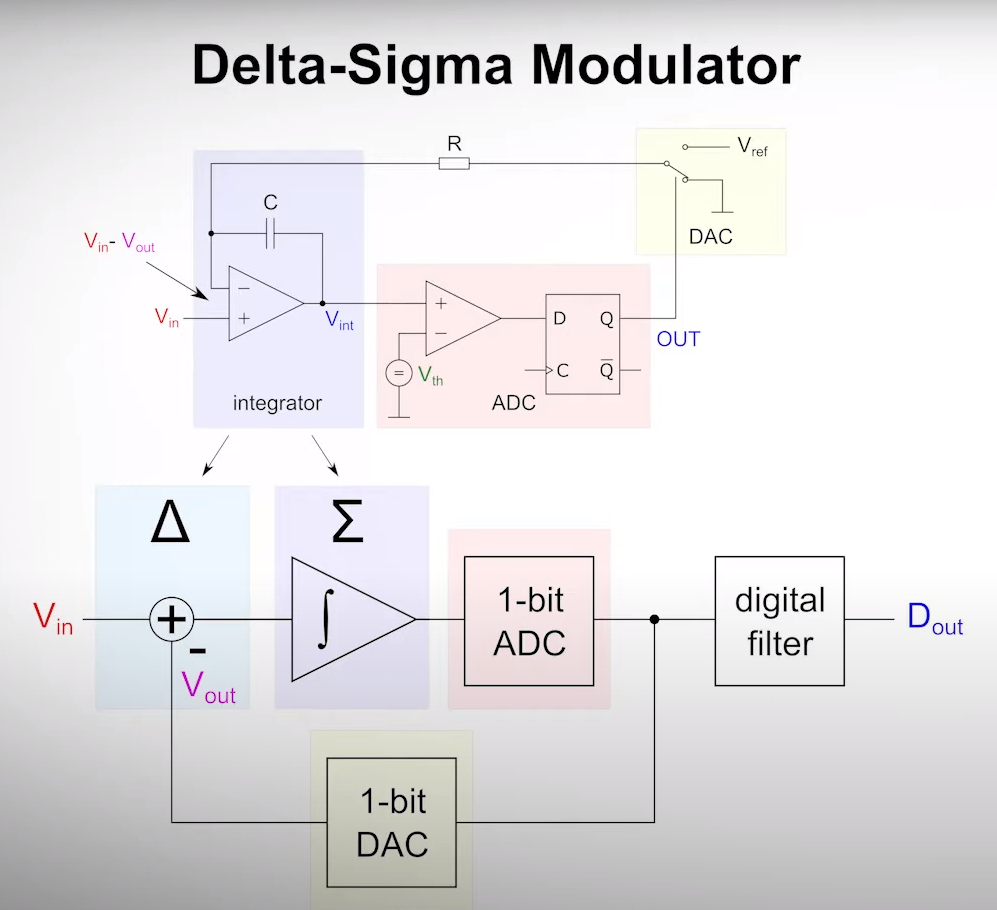 Delta-Sigma Modulator
R
Vref
C
DAC
Vin- Vout
−
+
−
Vin
+
Vint
D Q
OUT
=
Vth
C Q̅
integrator
ADC
Δ
Σ
1-bit
ADC
digital
filter
Vin
+
∫
Dout
-
Vout
1-bit
DAC